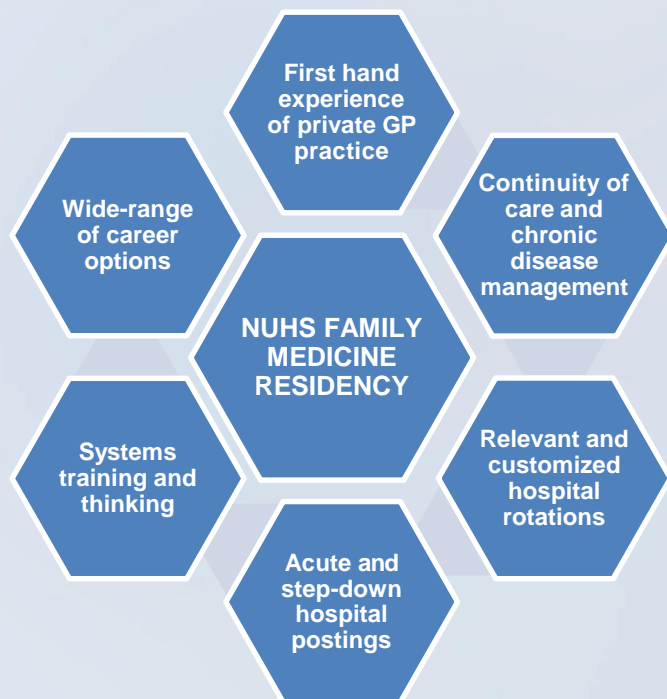 First hand
experience
of private GP
practice
Continuity of
care and
chronic
disease
management
Wide-range
of career
options
NUHS FAMILY
MEDICINE
RESIDENCY
Systems
training and
thinking
Relevant and
customized
hospital
rotations
Acute and
step-down
hospital
postings